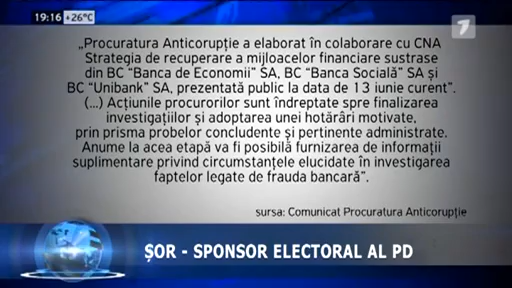 19:16 +26°C
7
„Procuratura Anticorupție a elaborat în colaborare cu CNA
Strategia de recuperare a mijloacelor financiare sustrase
din BC “Banca de Economii” SA, BC “Banca Socială” SA și
BC “Unibank” SA, prezentată public la data de 13 iunie curent”.
(...) Acțiunile procurorilor sunt îndreptate spre finalizarea
investigațiilor și adoptarea unei hotărâri motivate,
prin prisma probelor concludente și pertinente administrate.
Anume la acea etapă va fi posibilă furnizarea de informații
suplimentare privind circumstanțele elucidate în investigarea
faptelor legate de frauda bancară”.
sursa: Comunicat Procuratura Anticorupție
ȘOR - SPONSOR ELECTORAL AL PD